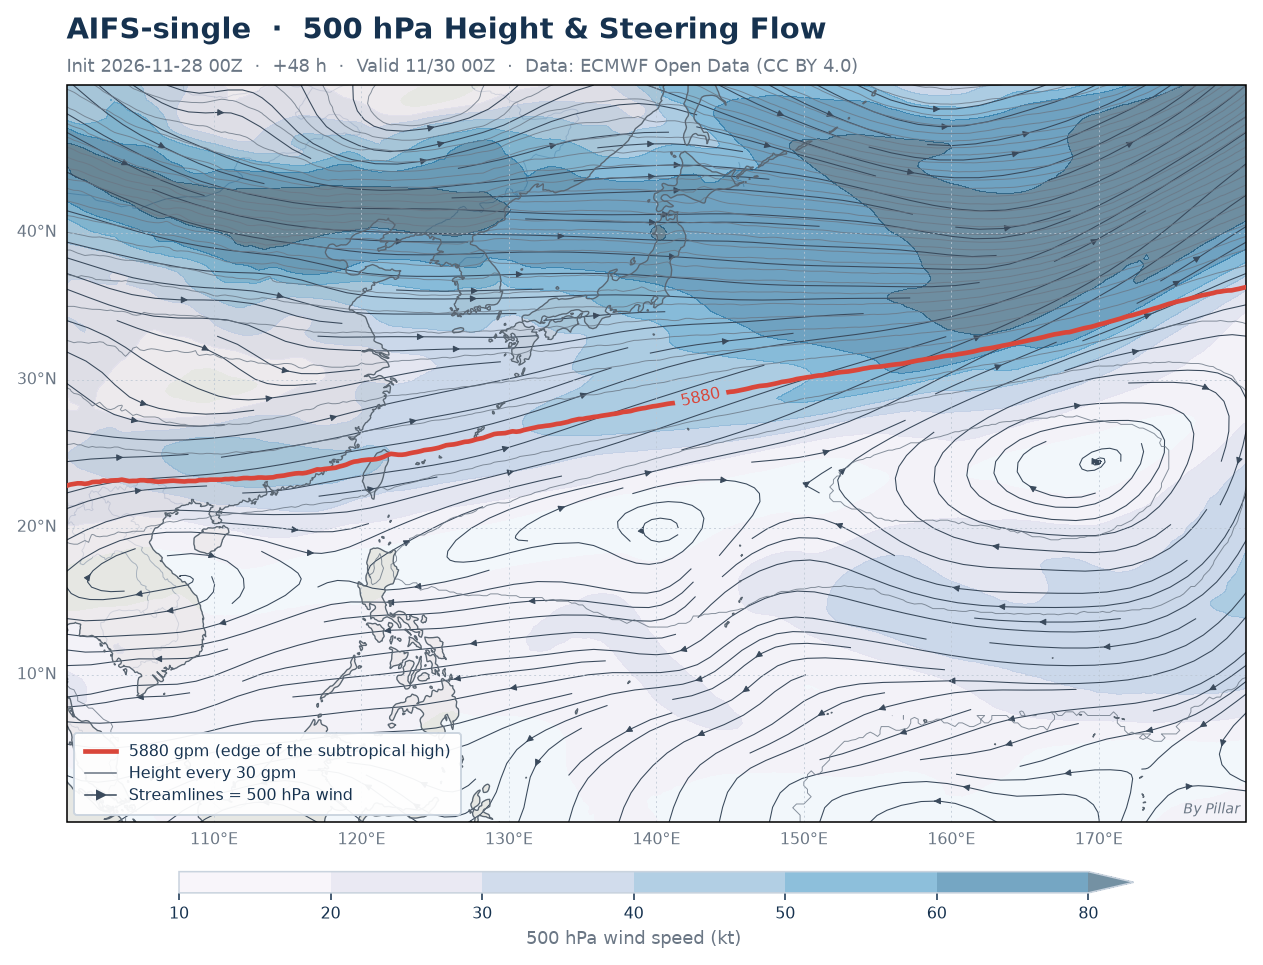 AIFS-single · 500 hPa Height & Steering Flow
Init 2026-11-28 00Z · +48 h · Valid 11/30 00Z · Data: ECMWF Open Data (CC BY 4.0)
40°N
30°N
20°N
10°N
5880
5880 gpm (edge of the subtropical high)
Height every 30 gpm
Streamlines = 500 hPa wind
By Pillar
110°E 120°E 130°E 140°E 150°E 160°E 170°E
10 20 30 40 50 60 80
500 hPa wind speed (kt)